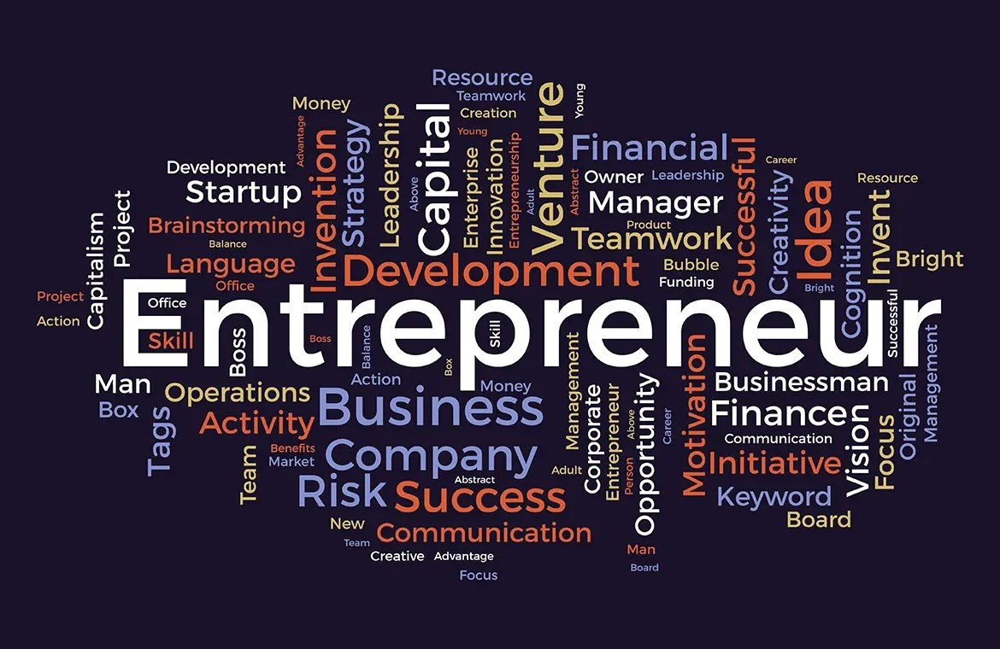 Resource
Teamwork
Creation
Young
Money
Advantage
Invention
Strategy
Leadership
Above
Capital
Enterprise
Innovation
Entrepreneurship
Adult
Venture
Young
Financial
Abstract
Owner
Leadership
Manager
Product
Teamwork
Successful
Career
Creativity
Idea
Resource
Cognition
Invent
Bright
Development
Startup
Project
Capitalism
Brainstorming
Balance
Language
Office
Development
Bubble
Funding
Bright
Project
Action
Entrepreneur
Office
Skill
Boss
Boss
Balance
Box
Skill
Successful
Man
Box
Tags
Operations
Activity
Action
Money
Business
Management
Corporate
Entrepreneur
Above
Opportunity
Career
Motivation
Businessman
Financen
Communication
Vision
Focus
Original
Management
Team
Benefits
Market
Company
Abstract
Adult
Person
Initiative
Risk
Success
Keyword
Board
New
Team
Communication
Creative
Advantage
Focus
Man
Board